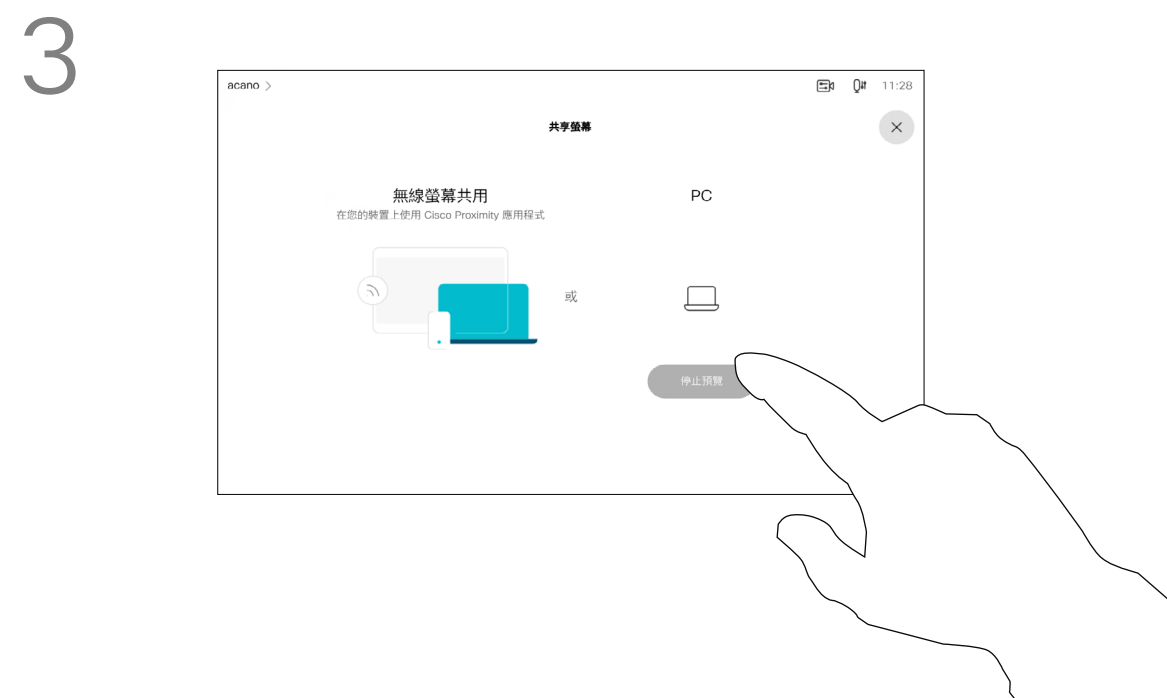 3
acano >
11:28
共享螢幕
無線螢幕共用
在您的裝置上使用 Cisco Proximity 應用程式
PC
或
停止預覽